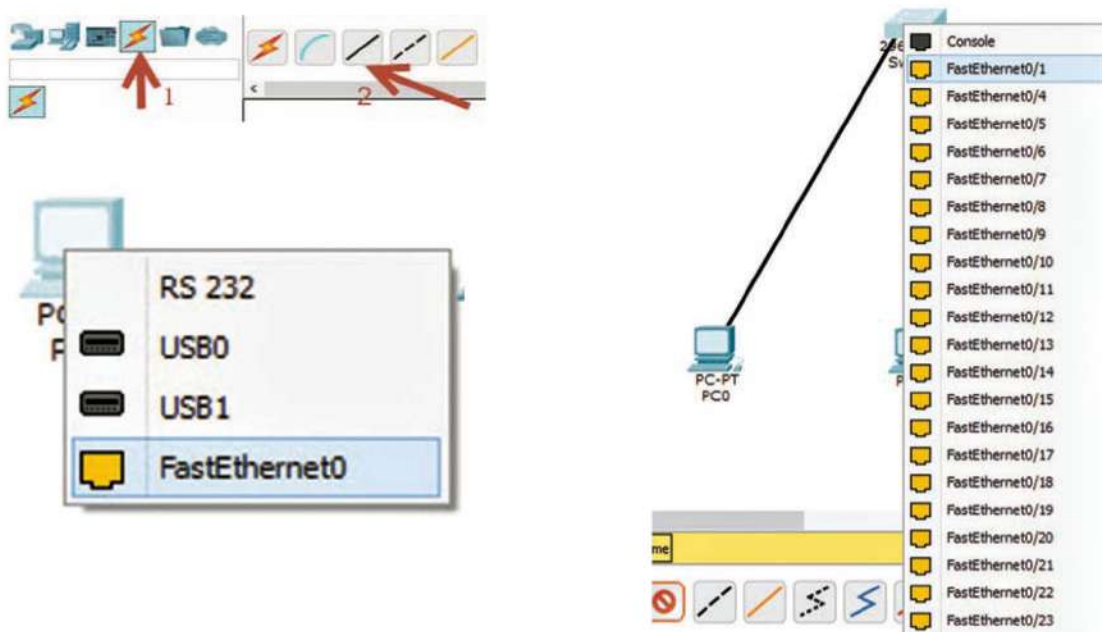 1
2
<
RS 232
USB0
USB1
FastEthernet0
PC-PT
PC0
Console
FastEthernet0/1
FastEthernet0/4
FastEthernet0/5
FastEthernet0/6
FastEthernet0/7
FastEthernet0/8
FastEthernet0/9
FastEthernet0/10
FastEthernet0/11
FastEthernet0/12
FastEthernet0/13
FastEthernet0/14
FastEthernet0/15
FastEthernet0/16
FastEthernet0/17
FastEthernet0/18
FastEthernet0/19
FastEthernet0/20
FastEthernet0/21
FastEthernet0/22
FastEthernet0/23